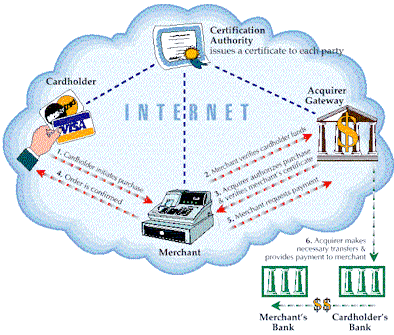 Certification
Authority
issues a certificate to each party
Cardholder
Acquirer
Gateway
INTERNET
VISA
1. Cardholder initiates purchase
2. Merchant verifies cardholder funds
3. Acquirer authorizes purchase
& verifies merchant's certificate
4. Order is confirmed
5. Merchant requests payment
Merchant
6. Acquirer makes
necessary transfers &
provides payment to merchant
$$
Merchant's
Bank
Cardholder's
Bank